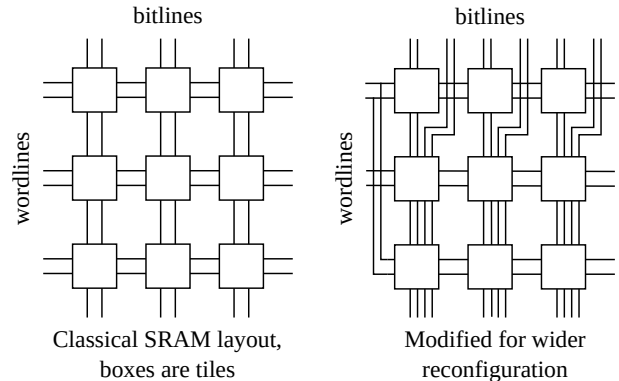 bitlines
wordlines
Classical SRAM layout,
boxes are tiles
bitlines
wordlines
Modified for wider
reconfiguration